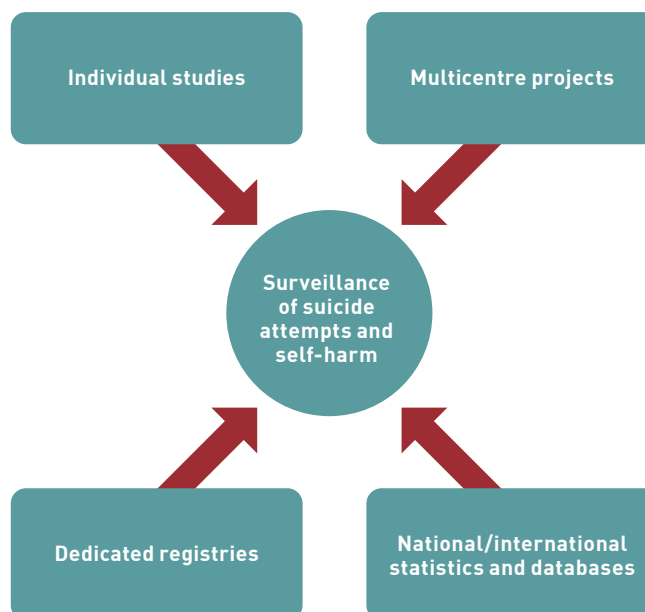 Individual studies
Multicentre projects
Surveillance
of suicide
attempts and
self-harm
Dedicated registries
National/international
statistics and databases